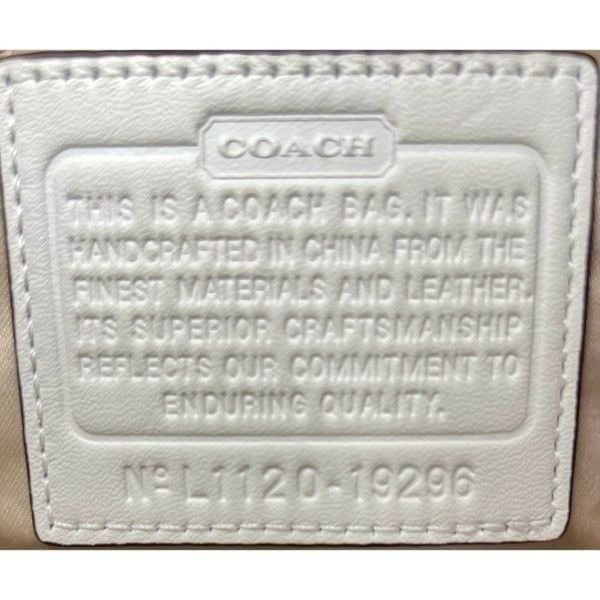 COACH
THIS IS A COACH BAG. IT WAS
HANDCRAFTED IN CHINA FROM THE
FINEST MATERIALS AND LEATHER.
ITS SUPERIOR CRAFTSMANSHIP
REFLECTS OUR COMMITMENT TO
ENDURING QUALITY.
Nº L1120-19296